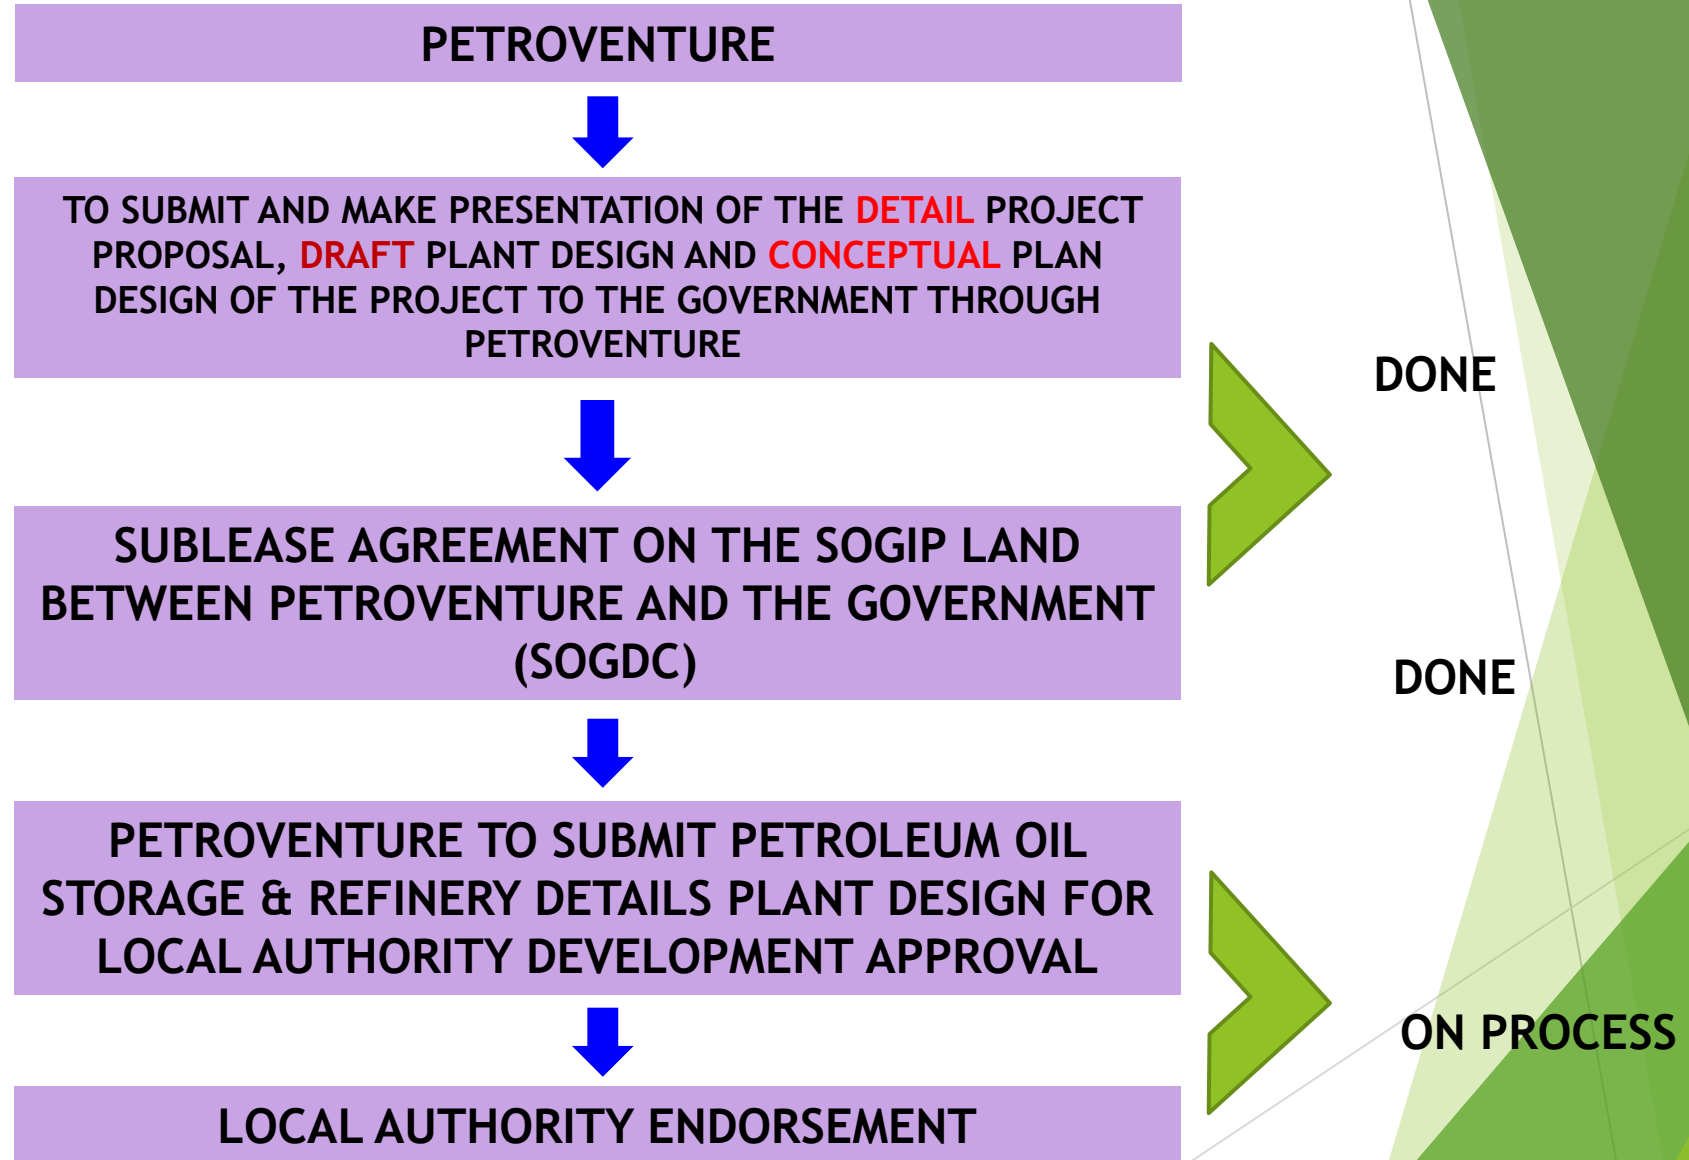 PETROVENTURE
TO SUBMIT AND MAKE PRESENTATION OF THE DETAIL PROJECT
PROPOSAL, DRAFT PLANT DESIGN AND CONCEPTUAL PLAN
DESIGN OF THE PROJECT TO THE GOVERNMENT THROUGH
PETROVENTURE
DONE
SUBLEASE AGREEMENT ON THE SOGIP LAND
BETWEEN PETROVENTURE AND THE GOVERNMENT
(SOGDC)
DONE
PETROVENTURE TO SUBMIT PETROLEUM OIL
STORAGE & REFINERY DETAILS PLANT DESIGN FOR
LOCAL AUTHORITY DEVELOPMENT APPROVAL
ON PROCESS
LOCAL AUTHORITY ENDORSEMENT